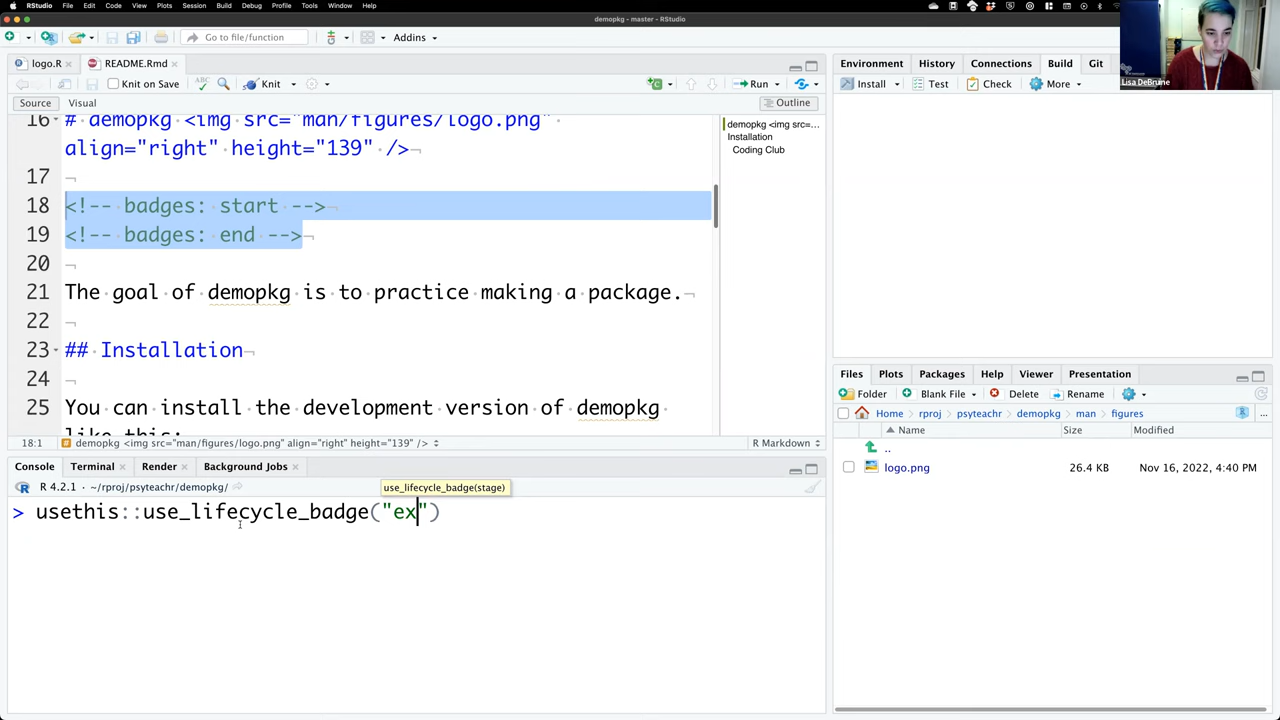 RStudio File Edit Code View Plots Session Build Debug Profile Tools Window Help
demopkg - master - RStudio
Go to file/function Addins
logo.R README.Rmd
Knit on Save Knit Run
Source Visual Outline
16 # demopkg <img src="man/figures/logo.png"
align="right" height="139" />
17
18 <!-- badges: start -->
19 <!-- badges: end -->
20
21 The goal of demopkg is to practice making a package.
22
23 ## Installation
24
25 You can install the development version of demopkg
like this:
demopkg <img src=...
Installation
Coding Club
18:1 demopkg <img src="man/figures/logo.png" align="right" height="139" /> R Markdown
Console Terminal Render Background Jobs
R 4.2.1 · ~/rproj/psyteachr/demopkg/
use_lifecycle_badge(stage)
> usethis::use_lifecycle_badge("ex")
Lisa DeBruine
Environment History Connections Build Git
Install Test Check More
Files Plots Packages Help Viewer Presentation
Folder Blank File Delete Rename
Home rproj psyteachr demopkg man figures ...
Name Size Modified
..
logo.png 26.4 KB Nov 16, 2022, 4:40 PM